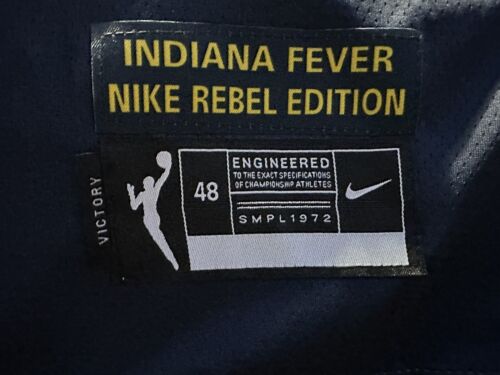 INDIANA FEVER
NIKE REBEL EDITION
VICTORY
48
ENGINEERED
TO THE EXACT SPECIFICATIONS
OF CHAMPIONSHIP ATHLETES
SMPL1972